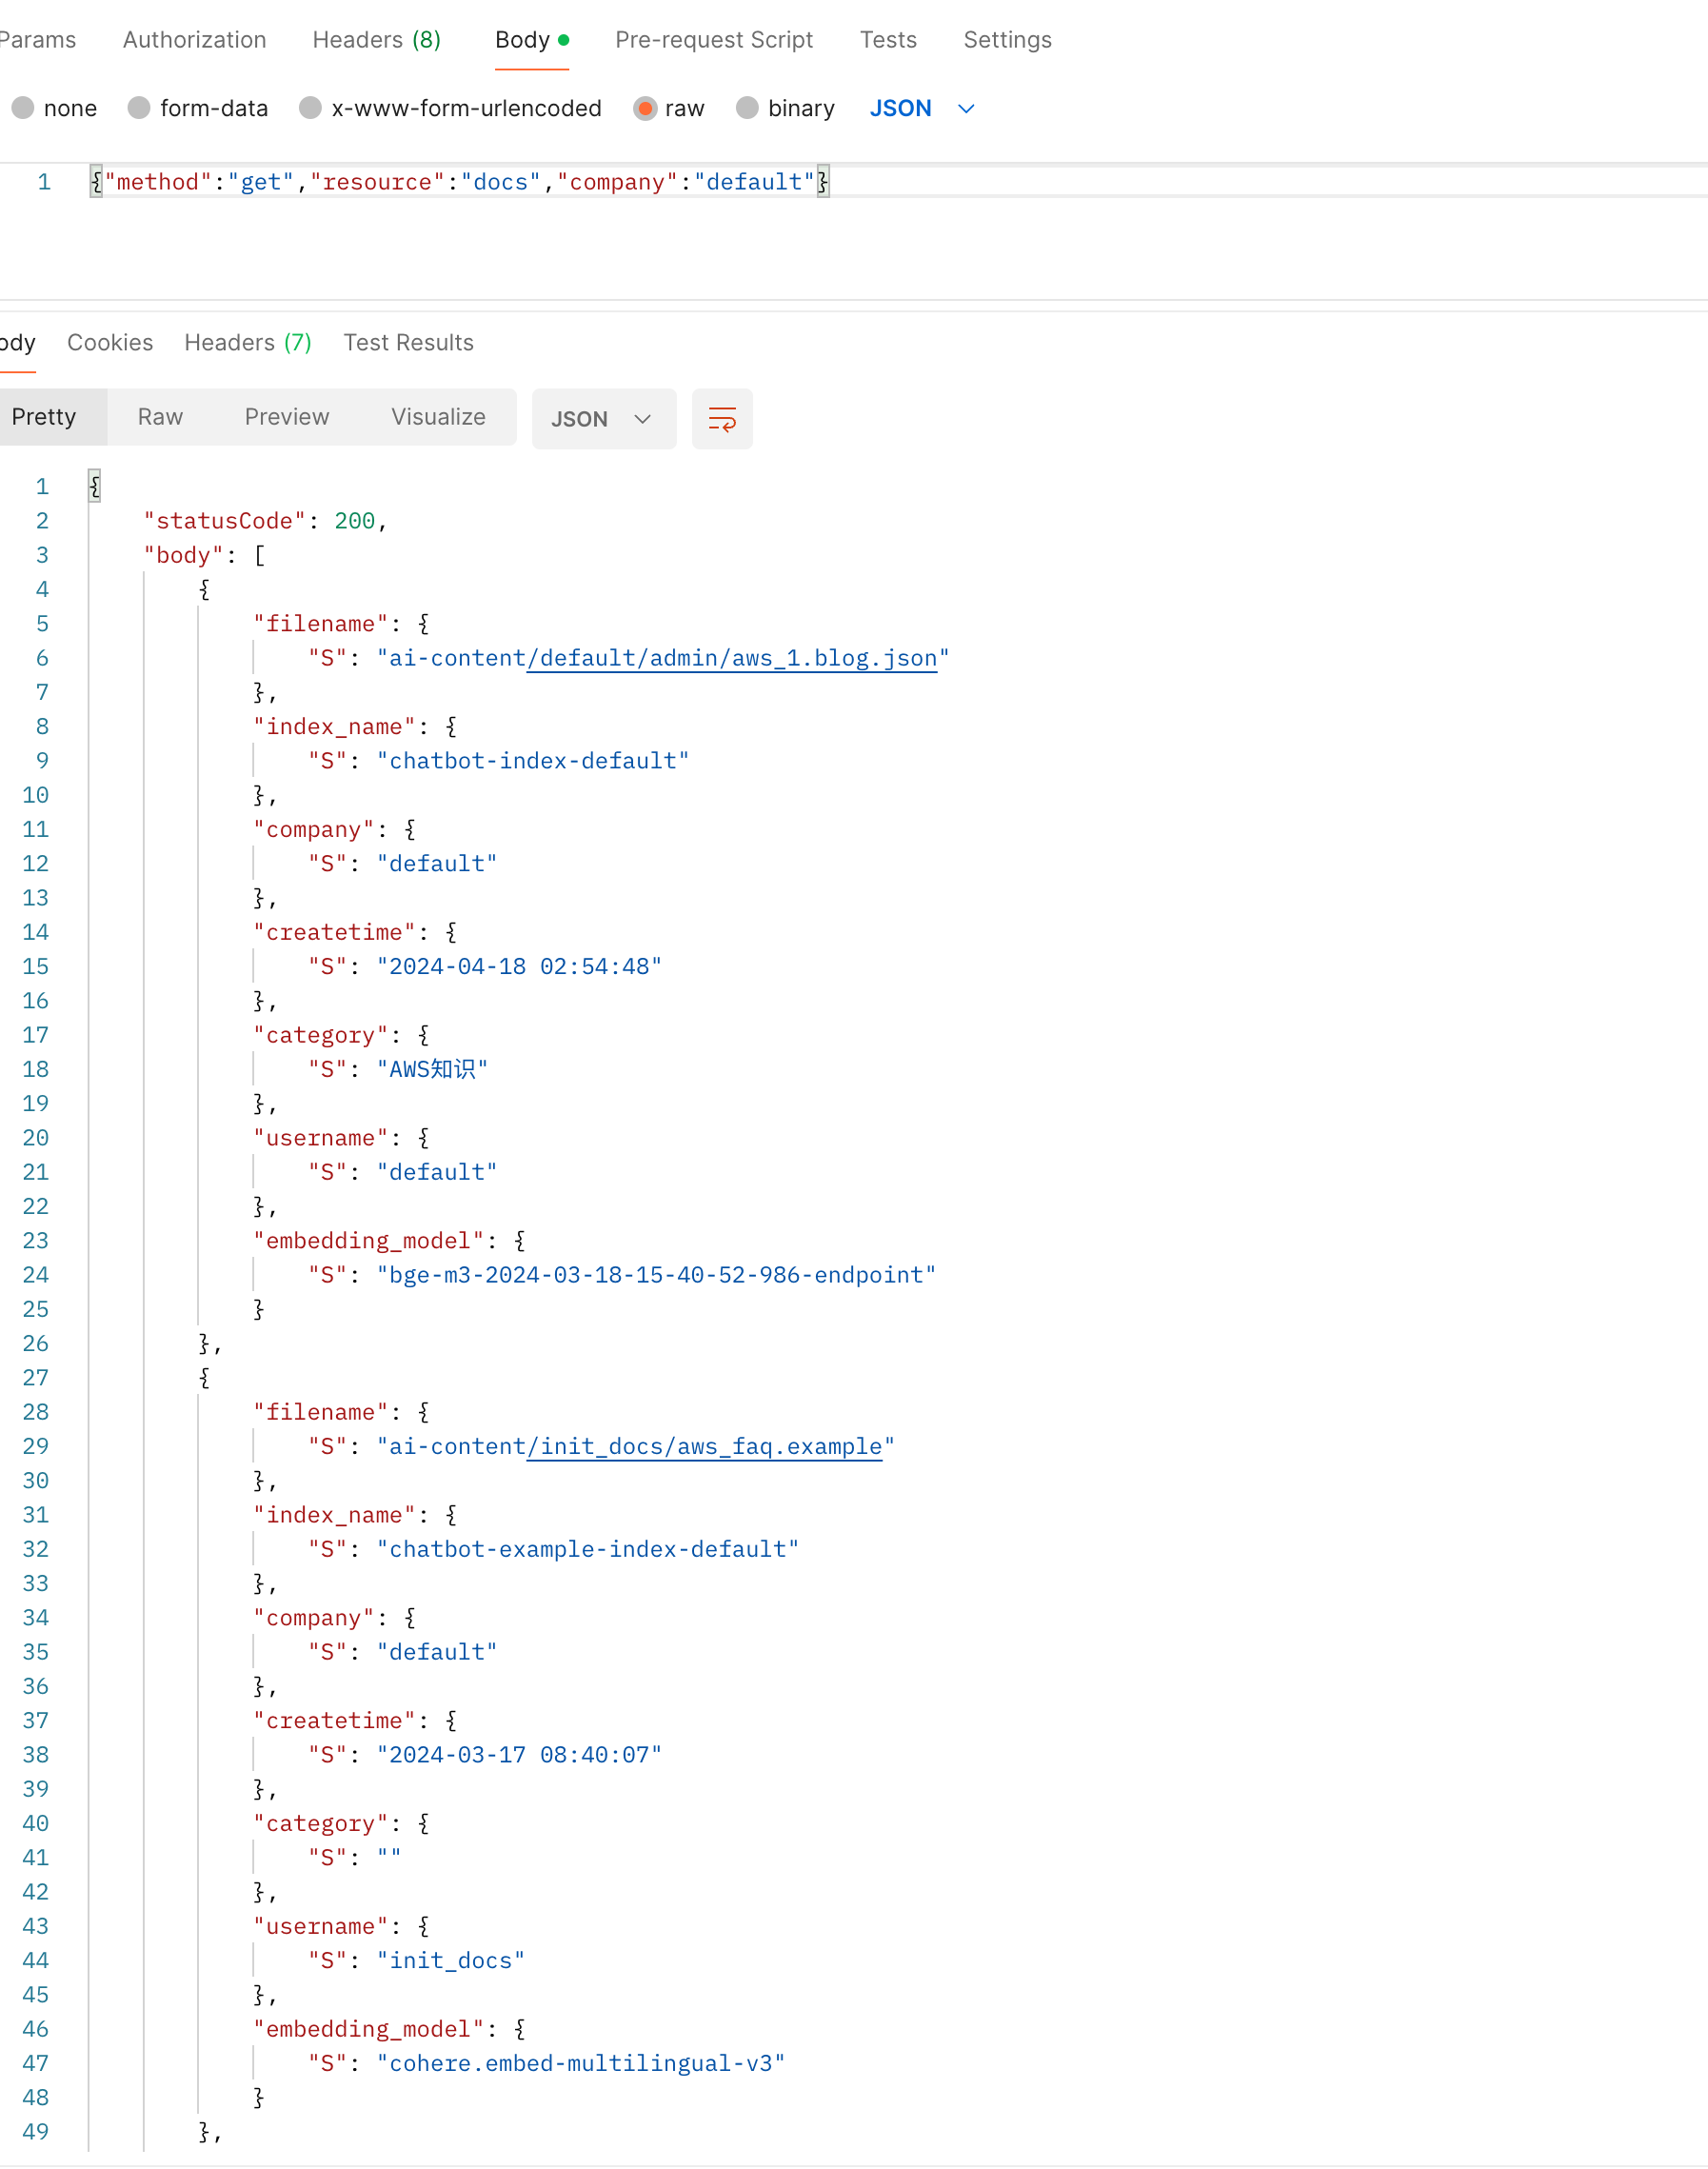 Params Authorization Headers (8) Body Pre-request Script Tests Settings
none form-data x-www-form-urlencoded raw binary JSON
1 {"method":"get","resource":"docs","company":"default"}
ody Cookies Headers (7) Test Results
Pretty Raw Preview Visualize JSON
1 {
2 "statusCode": 200,
3 "body": [
4 {
5 "filename": {
6 "S": "ai-content/default/admin/aws_1.blog.json"
7 },
8 "index_name": {
9 "S": "chatbot-index-default"
10 },
11 "company": {
12 "S": "default"
13 },
14 "createtime": {
15 "S": "2024-04-18 02:54:48"
16 },
17 "category": {
18 "S": "AWS知识"
19 },
20 "username": {
21 "S": "default"
22 },
23 "embedding_model": {
24 "S": "bge-m3-2024-03-18-15-40-52-986-endpoint"
25 }
26 },
27 {
28 "filename": {
29 "S": "ai-content/init_docs/aws_faq.example"
30 },
31 "index_name": {
32 "S": "chatbot-example-index-default"
33 },
34 "company": {
35 "S": "default"
36 },
37 "createtime": {
38 "S": "2024-03-17 08:40:07"
39 },
40 "category": {
41 "S": ""
42 },
43 "username": {
44 "S": "init_docs"
45 },
46 "embedding_model": {
47 "S": "cohere.embed-multilingual-v3"
48 }
49 },